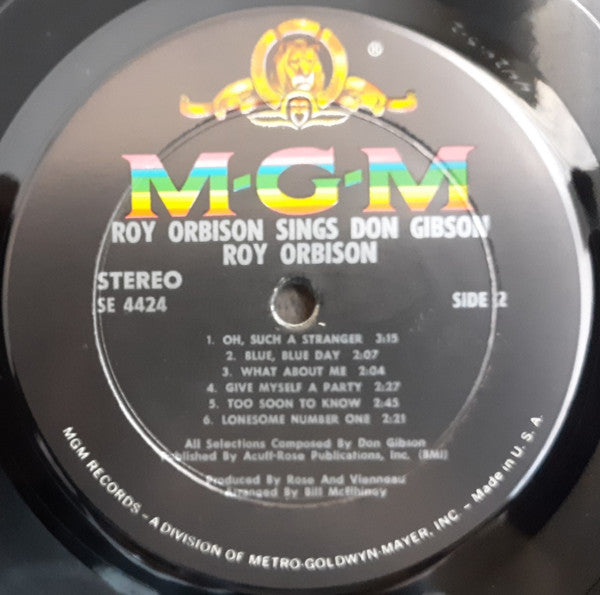 ®
M-G-M
ROY ORBISON SINGS DON GIBSON
ROY ORBISON
STEREO
SE 4424
SIDE 2
1. OH, SUCH A STRANGER 3:15
2. BLUE, BLUE DAY 2:07
3. WHAT ABOUT ME 2:04
4. GIVE MYSELF A PARTY 2:27
5. TOO SOON TO KNOW 2:45
6. LONESOME NUMBER ONE 2:21
All Selections Composed By Don Gibson
Published By Acuff-Rose Publications, Inc. (BMI)
Produced By Rose And Vienneau
Arranged By Bill McElhiney
MGM RECORDS - A DIVISION OF METRO-GOLDWYN-MAYER, INC - Made in U. S. A.